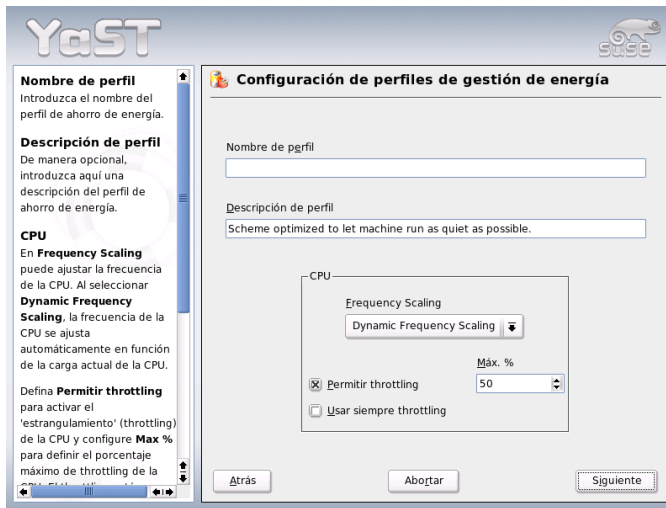 YaST
SUSE
Nombre de perfil
Introduzca el nombre del
perfil de ahorro de energía.
Descripción de perfil
De manera opcional,
introduzca aquí una
descripción del perfil de
ahorro de energía.
CPU
En Frequency Scaling
puede ajustar la frecuencia
de la CPU. Al seleccionar
Dynamic Frequency
Scaling, la frecuencia de la
CPU se ajusta
automáticamente en función
de la carga actual de la CPU.
Defina Permitir throttling
para activar el
'estrangulamiento' (throttling)
de la CPU y configure Max %
para definir el porcentaje
máximo de throttling de la
Configuración de perfiles de gestión de energía
Nombre de perfil
Descripción de perfil
Scheme optimized to let machine run as quiet as possible.
CPU
Frequency Scaling
Dynamic Frequency Scaling
Máx. %
Permitir throttling
50
Usar siempre throttling
Atrás
Abortar
Siguiente